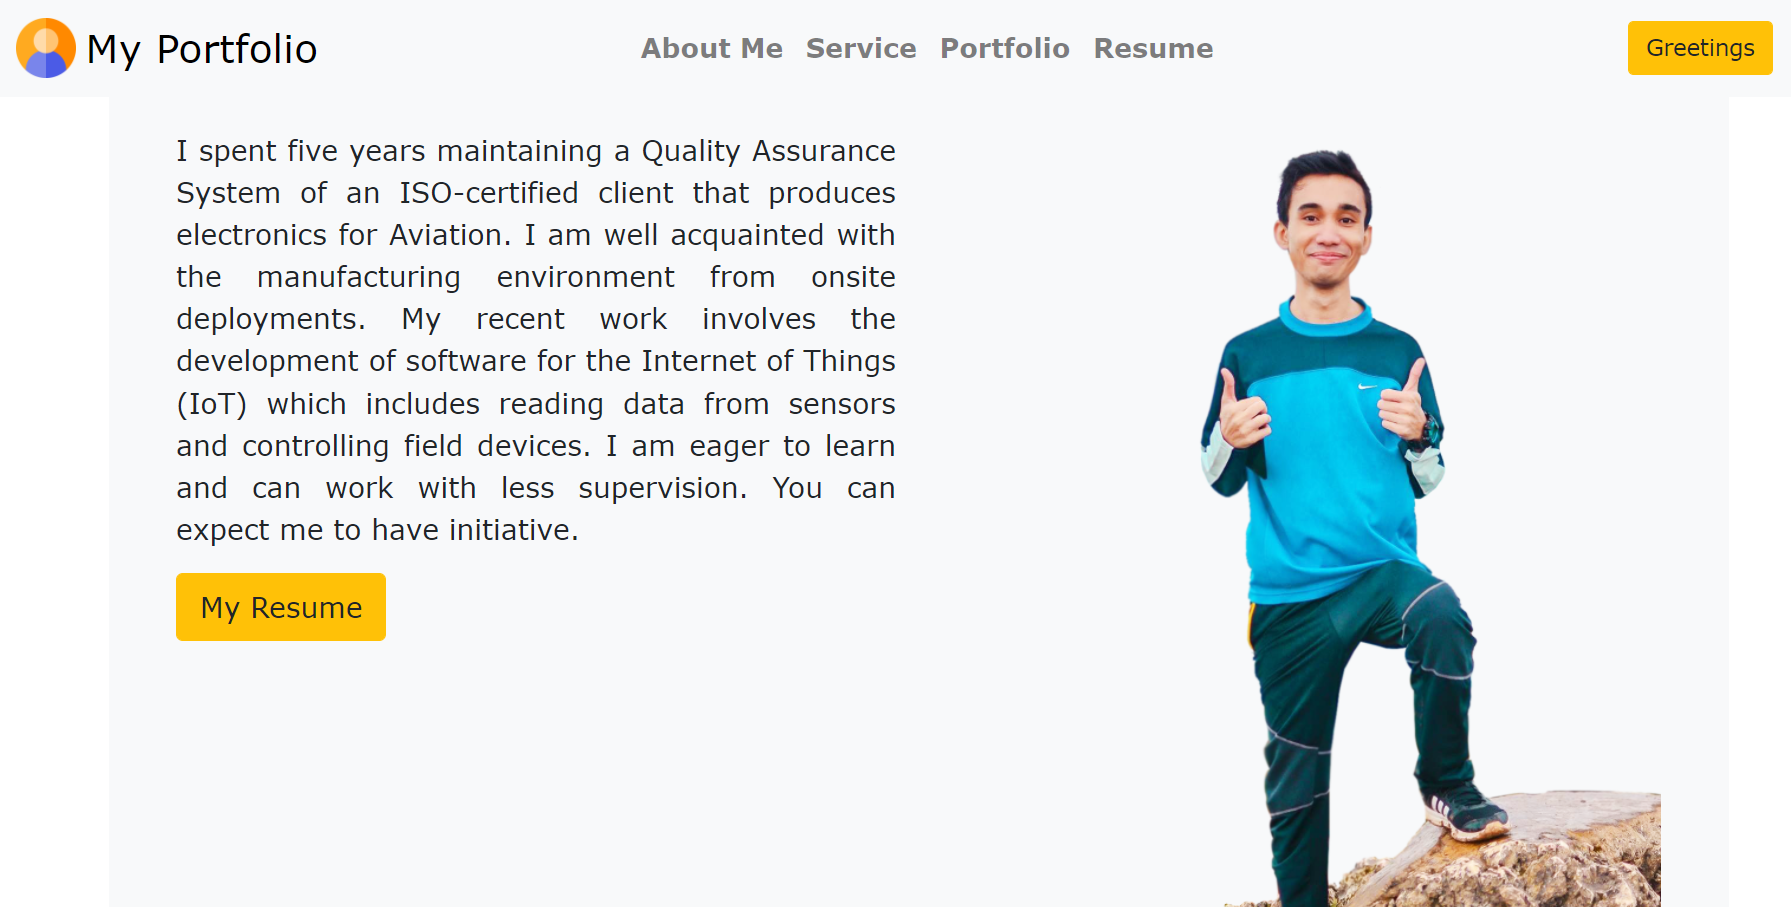 My Portfolio
About Me Service Portfolio Resume
Greetings
I spent five years maintaining a Quality Assurance
System of an ISO-certified client that produces
electronics for Aviation. I am well acquainted with
the manufacturing environment from onsite
deployments. My recent work involves the
development of software for the Internet of Things
(IoT) which includes reading data from sensors
and controlling field devices. I am eager to learn
and can work with less supervision. You can
expect me to have initiative.
My Resume